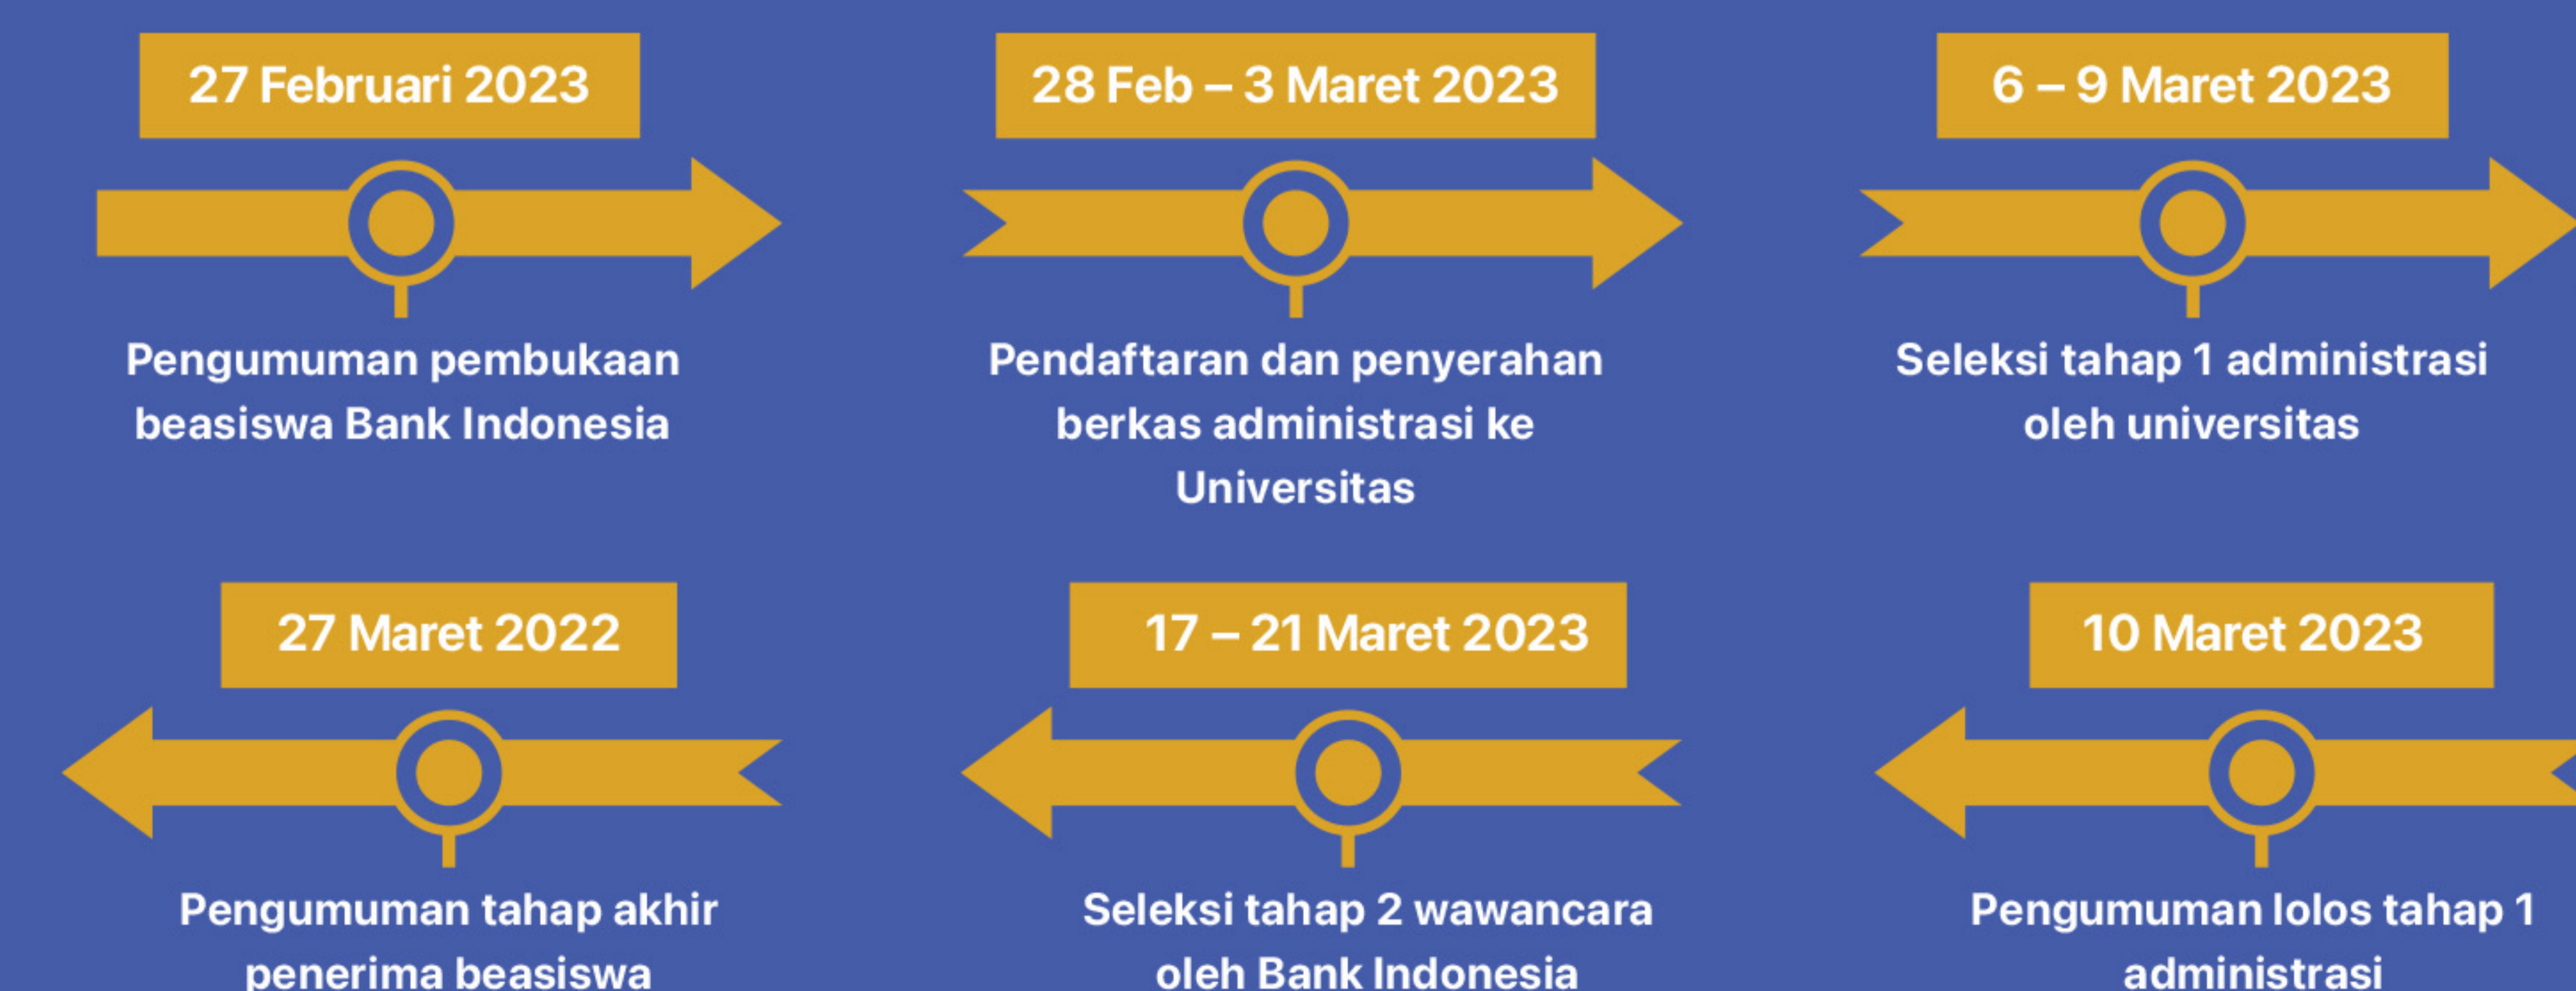 27 Februari 2023
Pengumuman pembukaan
beasiswa Bank Indonesia
28 Feb – 3 Maret 2023
Pendaftaran dan penyerahan
berkas administrasi ke
Universitas
6 – 9 Maret 2023
Seleksi tahap 1 administrasi
oleh universitas
10 Maret 2023
Pengumuman lolos tahap 1
administrasi
17 – 21 Maret 2023
Seleksi tahap 2 wawancara
oleh Bank Indonesia
27 Maret 2022
Pengumuman tahap akhir
penerima beasiswa